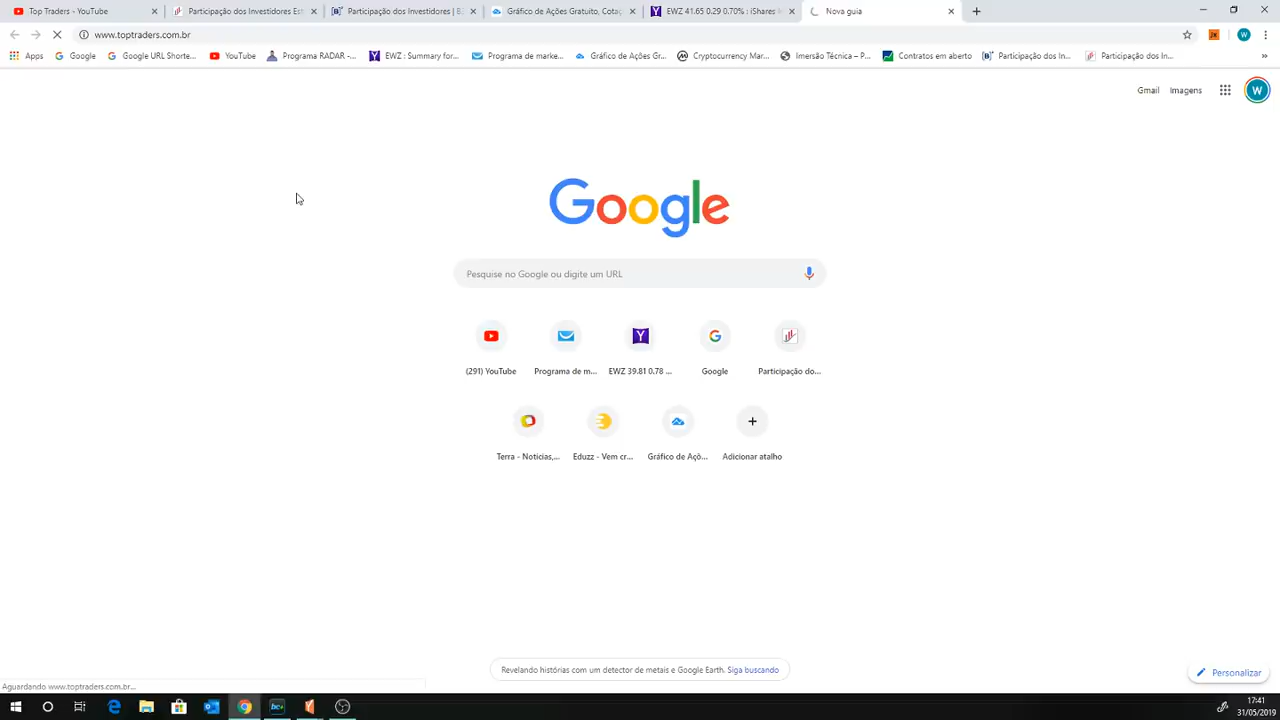 Top Traders - YouTube
Participação dos Investidores Est
Participação dos Investidores | B
Gráfico de Ações Gratuito, Cotaç
EWZ 41.65 0.29 0.70% : iShares
Nova guia
www.toptraders.com.br
W
Apps
Google
Google URL Shorte...
YouTube
Programa RADAR -...
EWZ : Summary for...
Programa de marke...
Gráfico de Ações Gr...
Cryptocurrency Mar...
Imersão Técnica – P...
Contratos em aberto
Participação dos In...
Participação dos In...
»
Gmail
Imagens
W
Google
Pesquise no Google ou digite um URL
(291) YouTube
Programa de m...
EWZ 39.81 0.78 ...
Google
Participação do...
Terra - Notícias,...
Eduzz - Vem cr...
Gráfico de Açõ...
Adicionar atalho
Revelando histórias com um detector de metais e Google Earth. Siga buscando
Personalizar
Aguardando www.toptraders.com.br...
17:41
31/05/2019